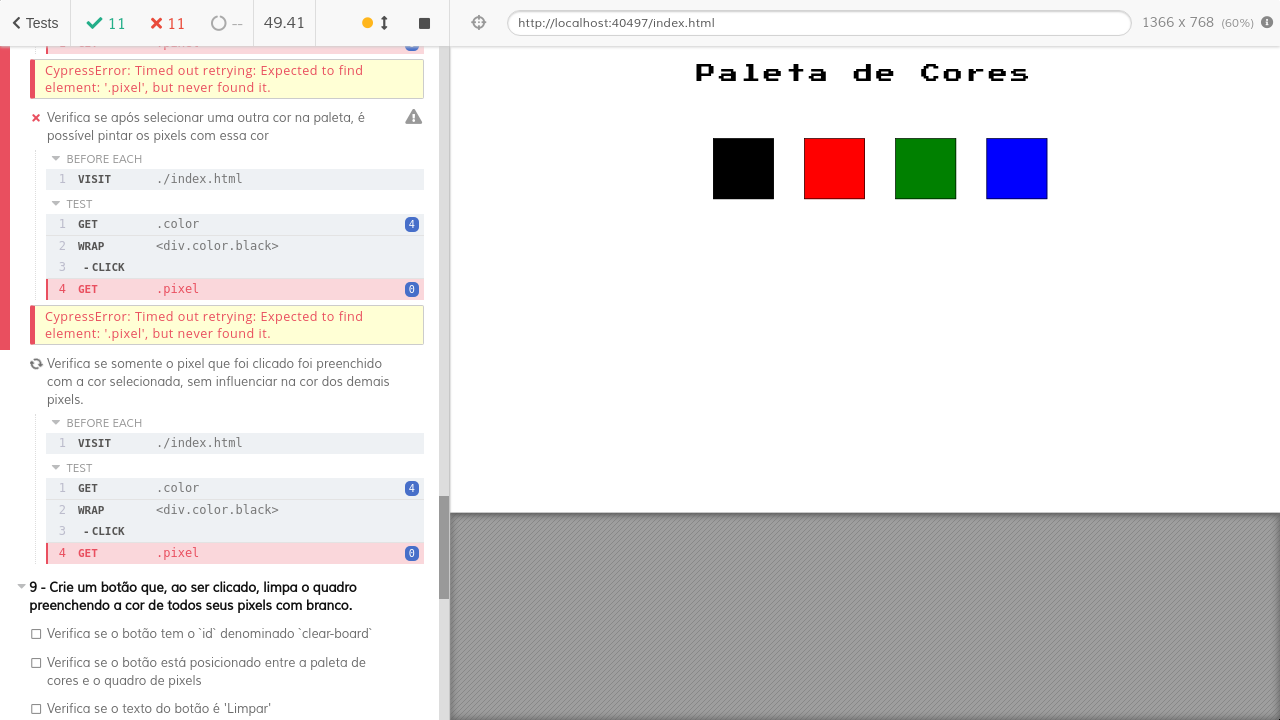 Tests 11 11 -- 49.41
http://localhost:40497/index.html 1366 x 768 (60%)
CypressError: Timed out retrying: Expected to find
element: '.pixel', but never found it.
Verifica se após selecionar uma outra cor na paleta, é
possível pintar os pixels com essa cor
BEFORE EACH
1 VISIT ./index.html
TEST
1 GET .color 4
2 WRAP <div.color.black>
3 - CLICK
4 GET .pixel 0
CypressError: Timed out retrying: Expected to find
element: '.pixel', but never found it.
Verifica se somente o pixel que foi clicado foi preenchido
com a cor selecionada, sem influenciar na cor dos demais
pixels.
BEFORE EACH
1 VISIT ./index.html
TEST
1 GET .color 4
2 WRAP <div.color.black>
3 - CLICK
4 GET .pixel 0
9 - Crie um botão que, ao ser clicado, limpa o quadro
preenchendo a cor de todos seus pixels com branco.
Verifica se o botão tem o `id` denominado `clear-board`
Verifica se o botão está posicionado entre a paleta de
cores e o quadro de pixels
Verifica se o texto do botão é 'Limpar'
Paleta de Cores